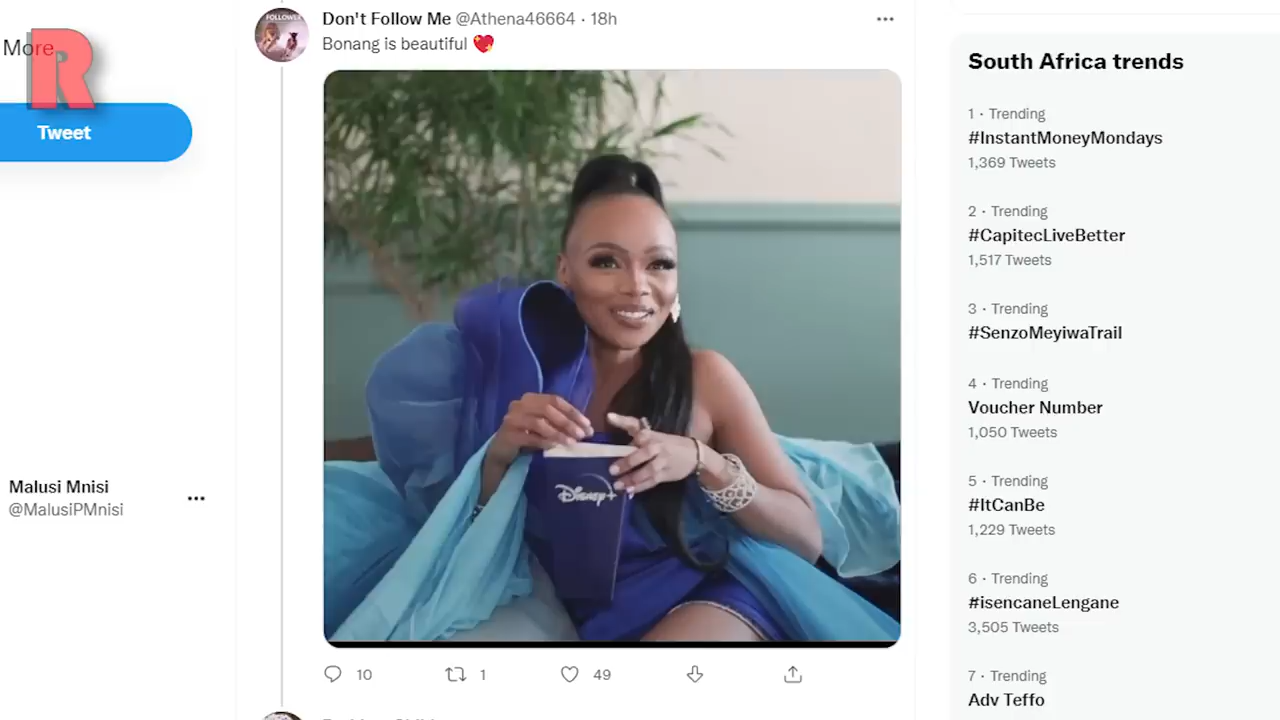 More
R
Tweet
Malusi Mnisi
@MalusiPMnisi
FOLLOWER
Don't Follow Me @Athena46664 · 18h
Bonang is beautiful 💖
Disney+
10
1
49
South Africa trends
1 · Trending
#InstantMoneyMondays
1,369 Tweets
2 · Trending
#CapitecLiveBetter
1,517 Tweets
3 · Trending
#SenzoMeyiwaTrail
4 · Trending
Voucher Number
1,050 Tweets
5 · Trending
#ItCanBe
1,229 Tweets
6 · Trending
#isencaneLengane
3,505 Tweets
7 · Trending
Adv Teffo